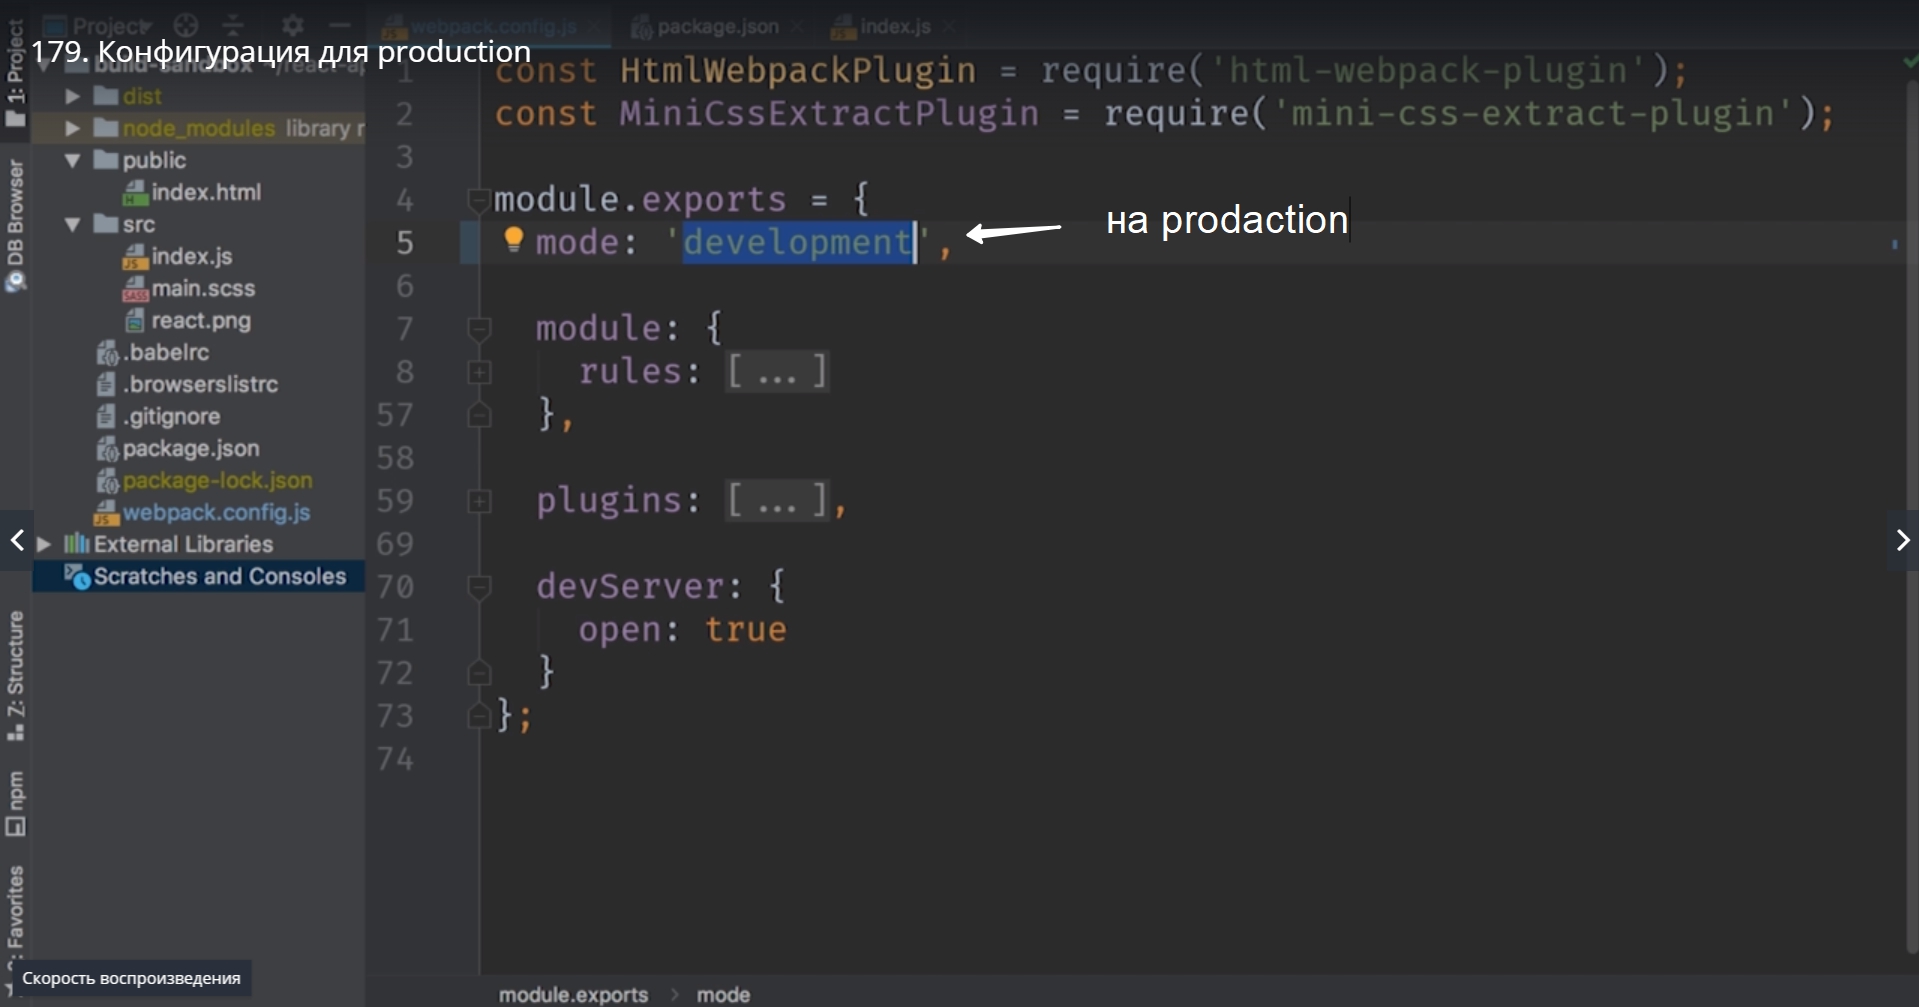 Project
webpack.config.js
package.json
index.js
179. Конфигурация для production
build-sandbox ~/react-ap
dist
node_modules library r
public
index.html
src
index.js
main.scss
react.png
.babelrc
.browserslistrc
.gitignore
package.json
package-lock.json
webpack.config.js
External Libraries
Scratches and Consoles
1: Project
DB Browser
Z: Structure
npm
Favorites
1 const HtmlWebpackPlugin = require('html-webpack-plugin');
2 const MiniCssExtractPlugin = require('mini-css-extract-plugin');
3
4 module.exports = {
5 mode: 'development',
на prodaction
6
7 module: {
8 rules: [ ... ]
57 },
58
59 plugins: [ ... ],
69
70 devServer: {
71 open: true
72 }
73 };
74
Скорость воспроизведения
module.exports > mode